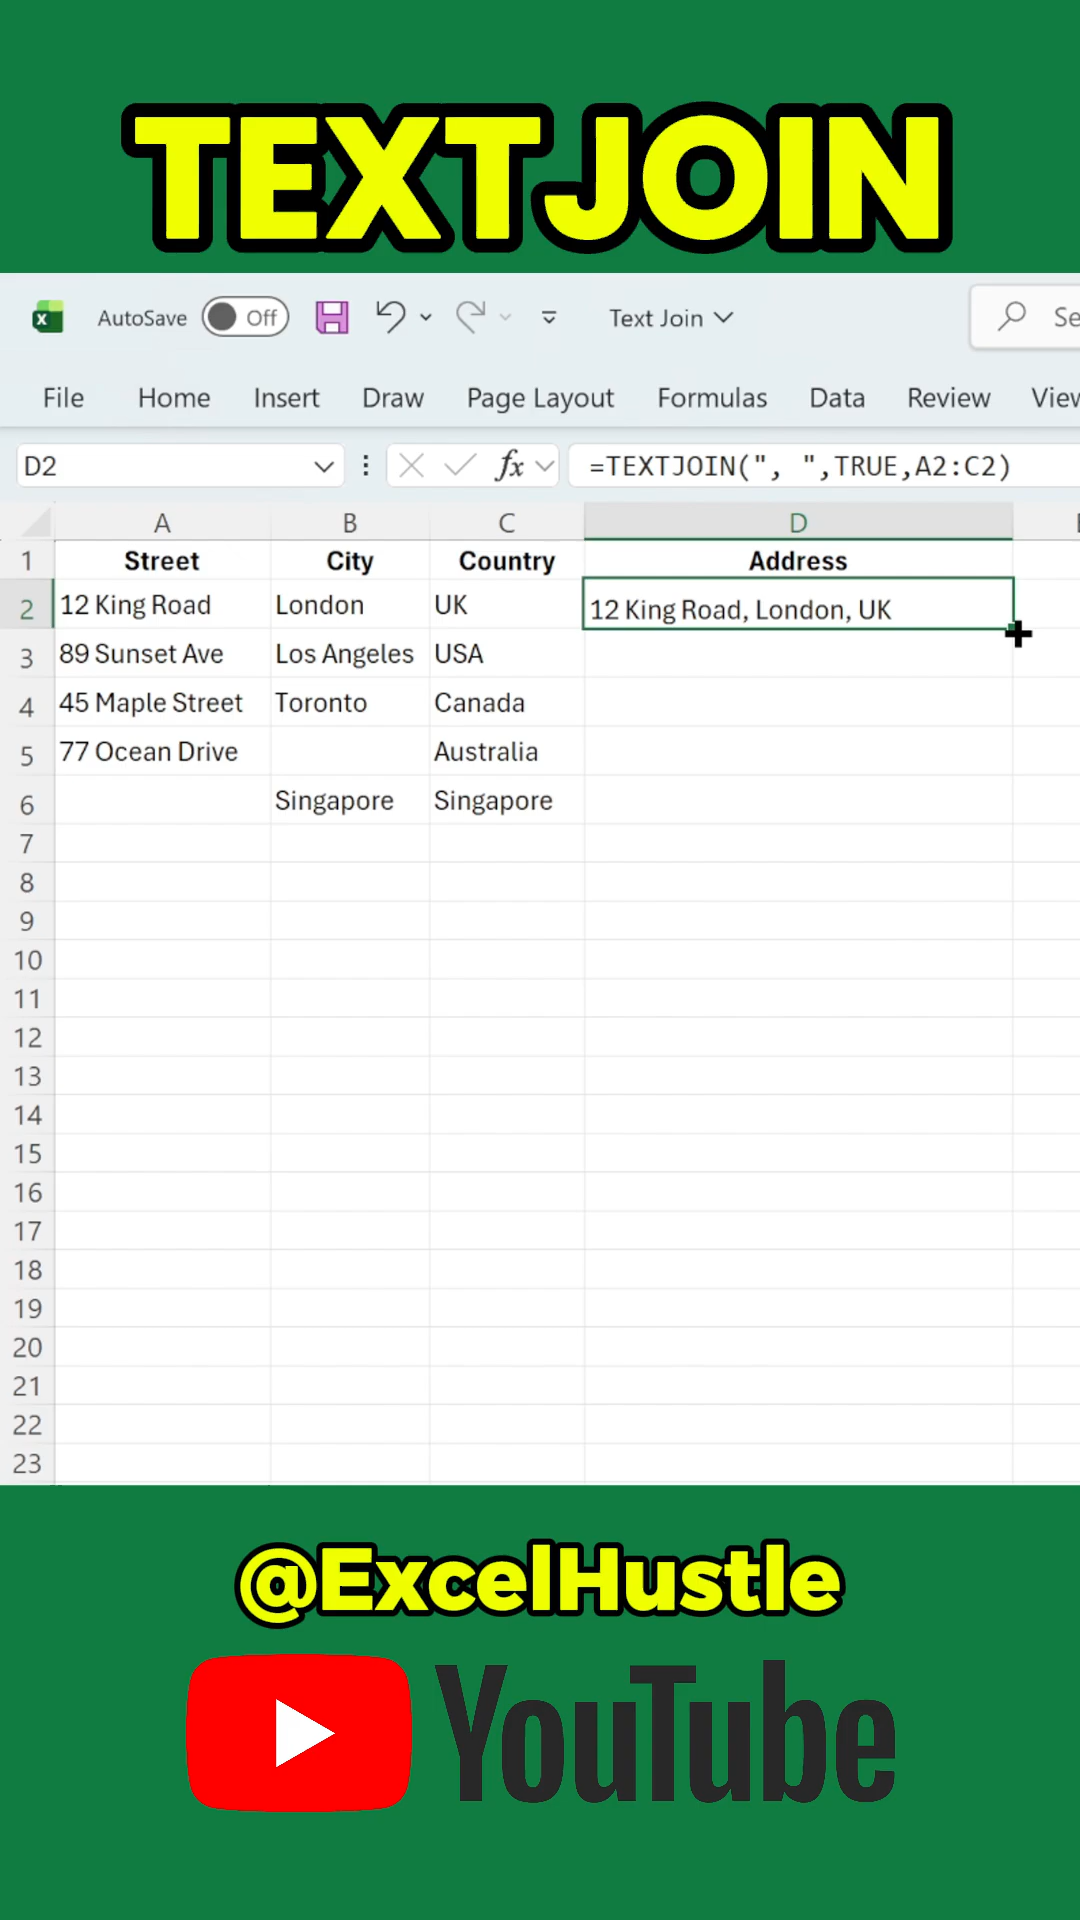 TEXTJOIN
AutoSave Off Text Join Se
File Home Insert Draw Page Layout Formulas Data Review View
D2 fx =TEXTJOIN(", ",TRUE,A2:C2)
A B C D
1 Street City Country Address
2 12 King Road London UK 12 King Road, London, UK
3 89 Sunset Ave Los Angeles USA
4 45 Maple Street Toronto Canada
5 77 Ocean Drive Australia
6 Singapore Singapore
7
8
9
10
11
12
13
14
15
16
17
18
19
20
21
22
23
@ExcelHustle
YouTube